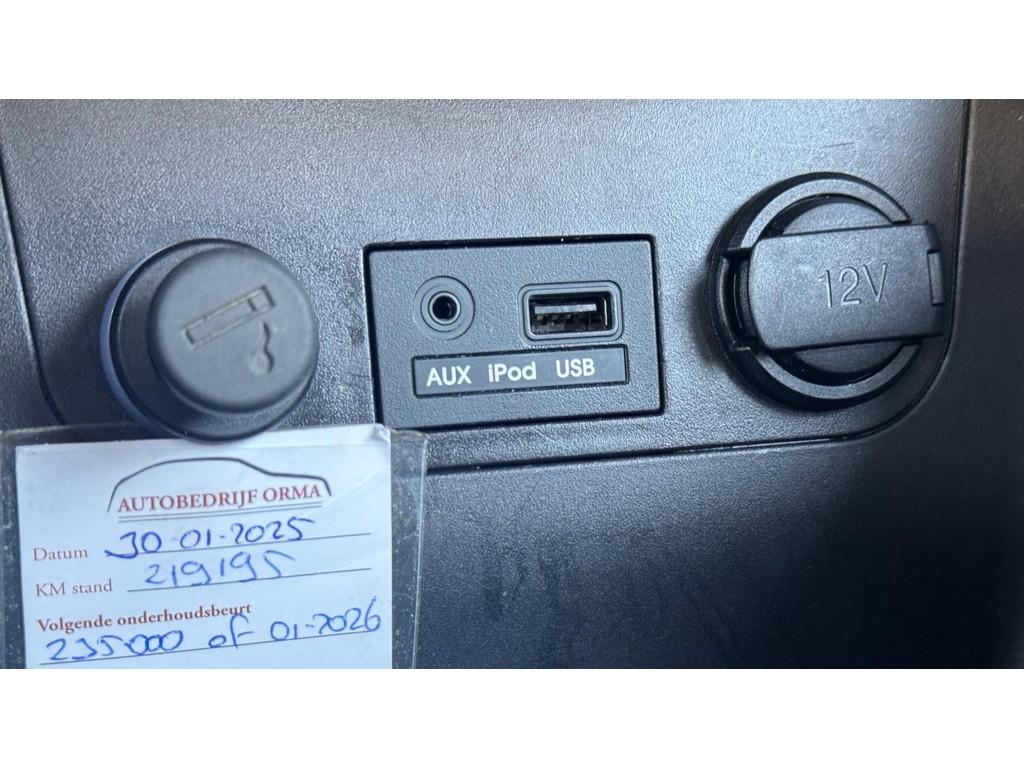 12V
AUX iPod USB
AUTOBEDRIJF ORMA
Datum 30-01-2025
KM stand 219195
Volgende onderhoudsbeurt
235000 of 01-2026